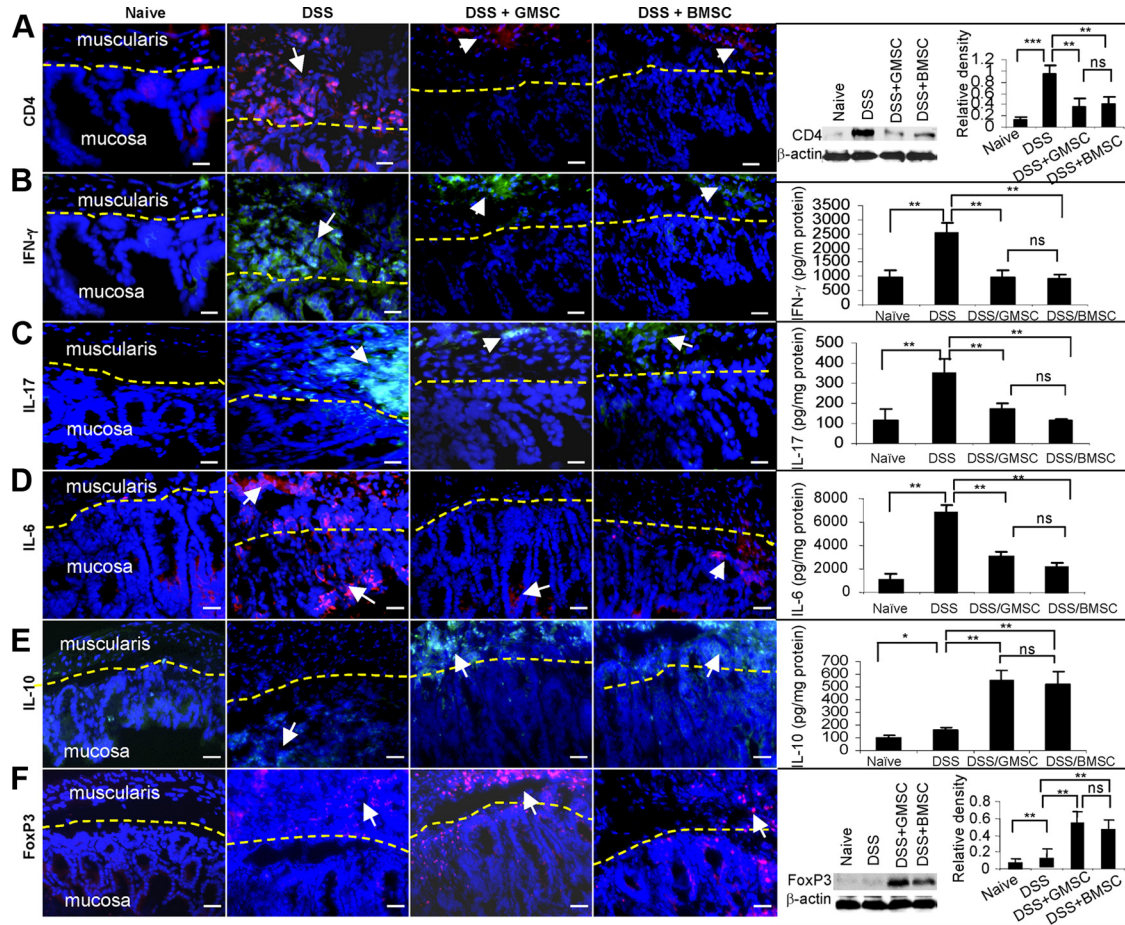 Naive DSS DSS + GMSC DSS + BMSC
A
CD4
muscularis
mucosa
Naive
DSS
DSS+GMSC
DSS+BMSC
CD4
β-actin
Relative density
1.2
1
0.8
0.6
0.4
0.2
0
*** ** ** ns
Naive
DSS
DSS+GMSC
DSS+BMSC
B
IFN-γ
muscularis
mucosa
IFN-γ (pg/m protein)
3500
3000
2500
2000
1500
1000
500
0
** ** ** ns
Naïve DSS DSS/GMSC DSS/BMSC
C
IL-17
muscularis
mucosa
IL-17 (pg/mg protein)
500
400
300
200
100
0
** ** ** ns
Naïve DSS DSS/GMSC DSS/BMSC
D
IL-6
muscularis
mucosa
IL-6 (pg/mg protein)
8000
6000
4000
2000
0
** ** ** ns
Naïve DSS DSS/GMSC DSS/BMSC
E
IL-10
muscularis
mucosa
IL-10 (pg/mg protein)
700
600
500
400
300
200
100
0
* ** ** ns
Naïve DSS DSS/GMSC DSS/BMSC
F
FoxP3
muscularis
mucosa
Naive
DSS
DSS+GMSC
DSS+BMSC
FoxP3
β-actin
Relative density
0.8
0.6
0.4
0.2
0
** ** ** ns
Naive
DSS
DSS+GMSC
DSS+BMSC